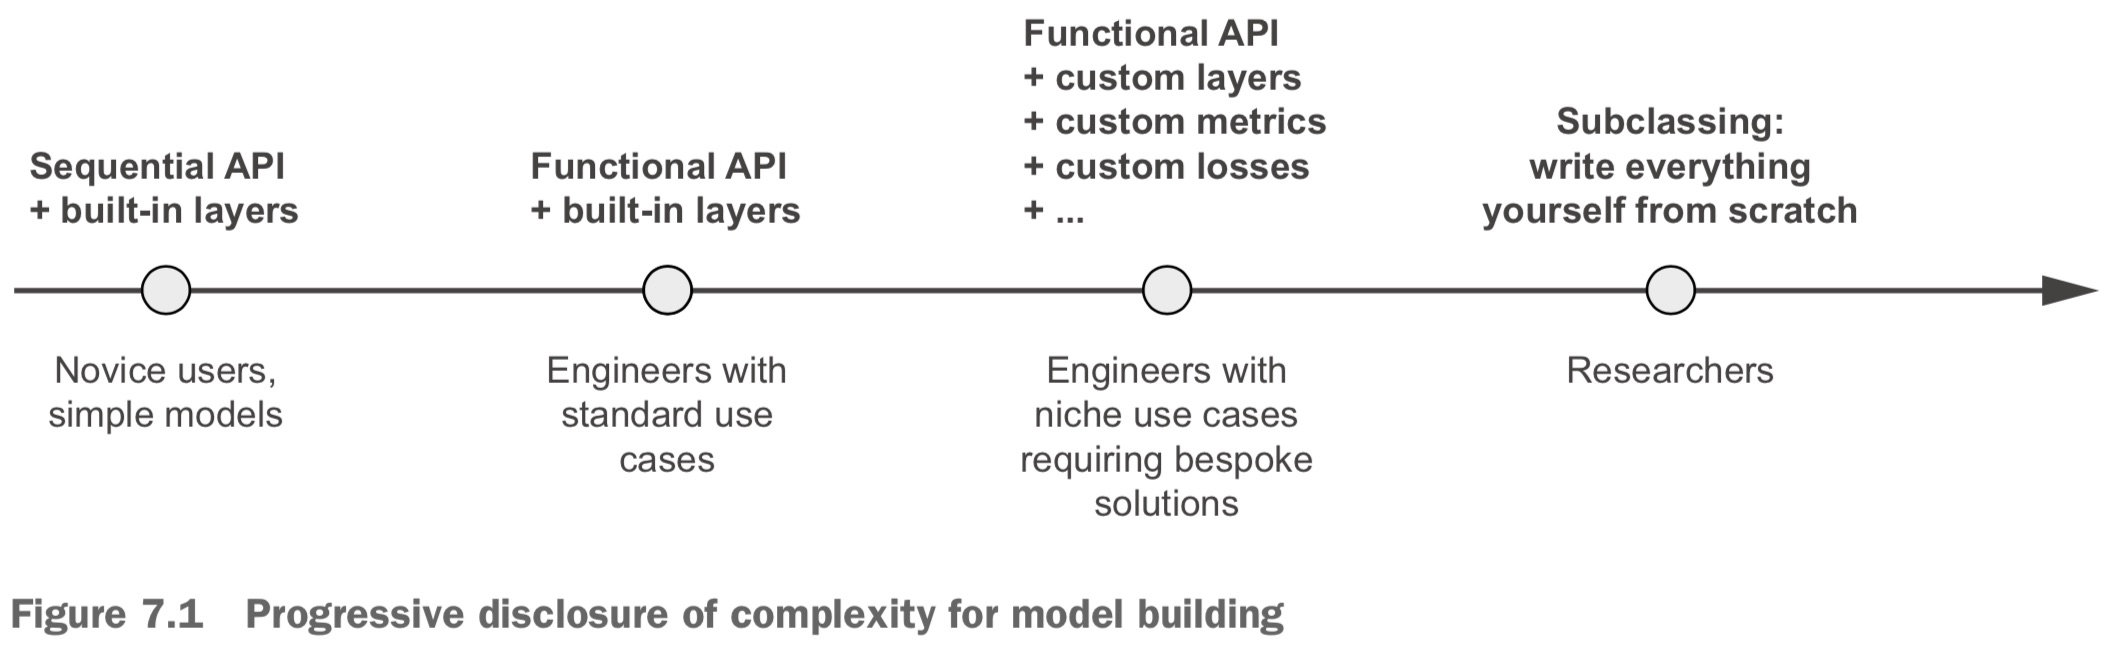 Sequential API
+ built-in layers
Functional API
+ built-in layers
Functional API
+ custom layers
+ custom metrics
+ custom losses
+ ...
Subclassing:
write everything
yourself from scratch
Novice users,
simple models
Engineers with
standard use
cases
Engineers with
niche use cases
requiring bespoke
solutions
Researchers
Figure 7.1 Progressive disclosure of complexity for model building